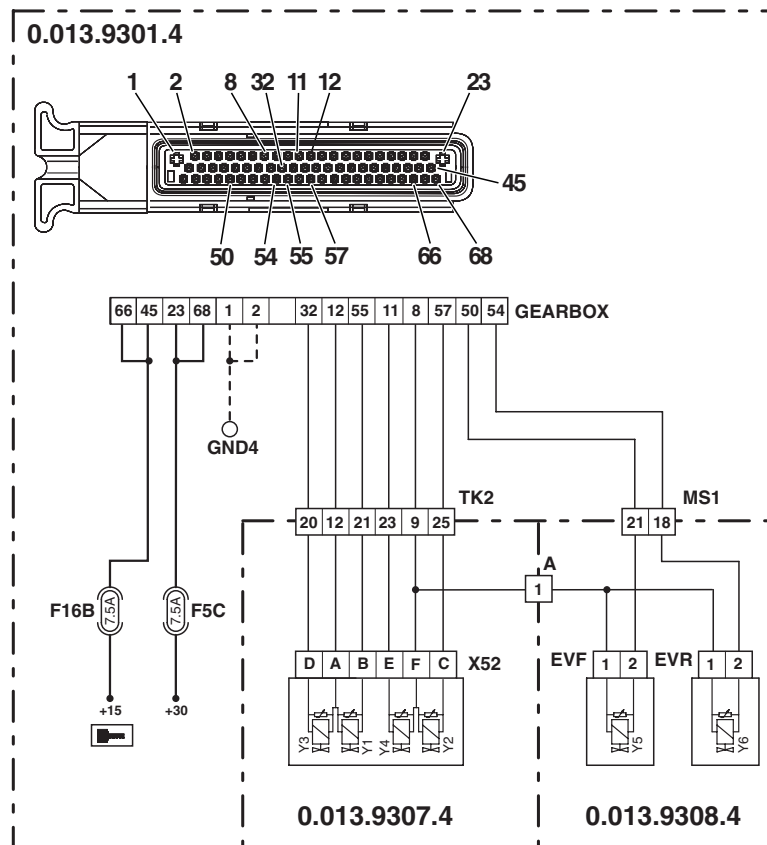 0.013.9301.4
1 2 8 32 11 12 23
45
50 54 55 57 66 68
66 45 23 68 1 2 32 12 55 11 8 57 50 54 GEARBOX
GND4
TK2 MS1
20 12 21 23 9 25 21 18
A
1
F16B 7.5A 7.5A F5C
D A B E F C X52 EVF 1 2 EVR 1 2
+15 +30
Y3 Y1 Y4 Y2 Y5 Y6
0.013.9307.4 0.013.9308.4